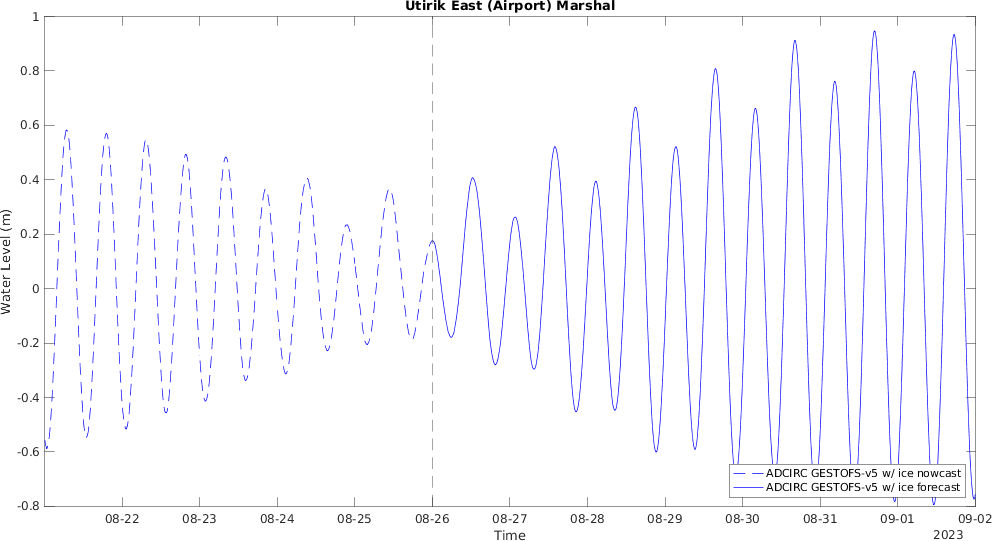 Utirik East (Airport) Marshal
Water Level (m)
1
0.8
0.6
0.4
0.2
0
-0.2
-0.4
-0.6
-0.8
ADCIRC GESTOFS-v5 w/ ice nowcast
ADCIRC GESTOFS-v5 w/ ice forecast
08-22 08-23 08-24 08-25 08-26 08-27 08-28 08-29 08-30 08-31 09-01 09-02
Time
2023